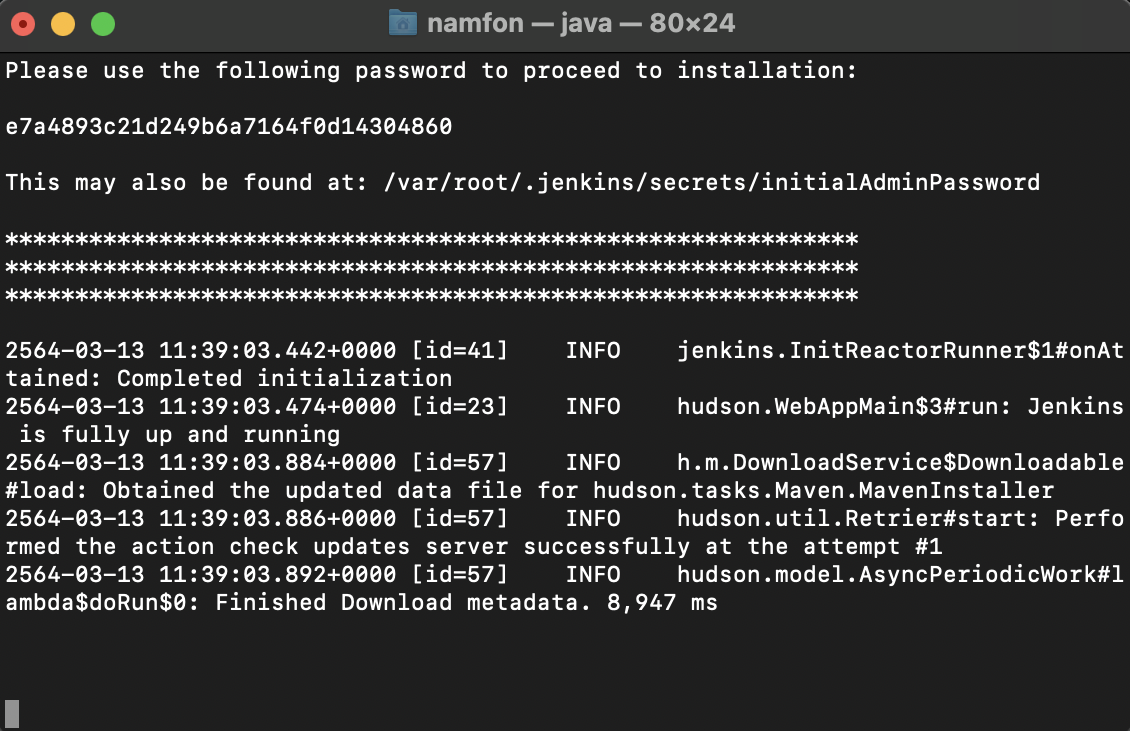 namfon — java — 80×24
Please use the following password to proceed to installation:
e7a4893c21d249b6a7164f0d14304860
This may also be found at: /var/root/.jenkins/secrets/initialAdminPassword
*************************************************************
*************************************************************
*************************************************************
2564-03-13 11:39:03.442+0000 [id=41]    INFO    jenkins.InitReactorRunner$1#onAt
tained: Completed initialization
2564-03-13 11:39:03.474+0000 [id=23]    INFO    hudson.WebAppMain$3#run: Jenkins
 is fully up and running
2564-03-13 11:39:03.884+0000 [id=57]    INFO    h.m.DownloadService$Downloadable
#load: Obtained the updated data file for hudson.tasks.Maven.MavenInstaller
2564-03-13 11:39:03.886+0000 [id=57]    INFO    hudson.util.Retrier#start: Perfo
rmed the action check updates server successfully at the attempt #1
2564-03-13 11:39:03.892+0000 [id=57]    INFO    hudson.model.AsyncPeriodicWork#l
ambda$doRun$0: Finished Download metadata. 8,947 ms